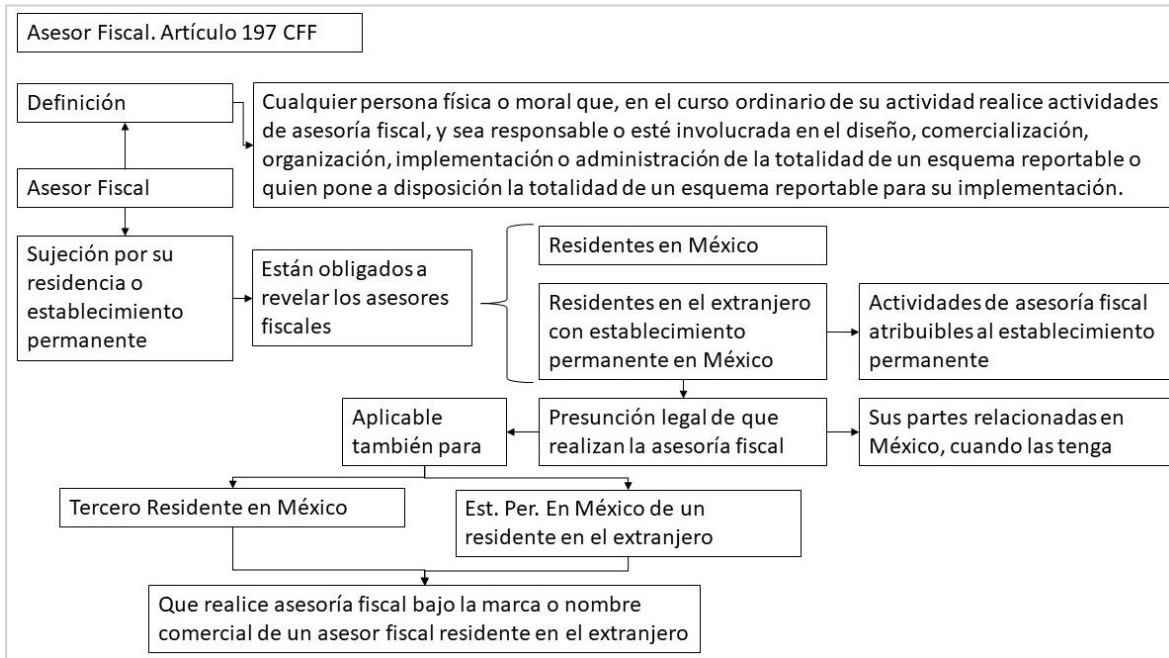 Asesor Fiscal. Artículo 197 CFF
Definición
Cualquier persona física o moral que, en el curso ordinario de su actividad realice actividades
de asesoría fiscal, y sea responsable o esté involucrada en el diseño, comercialización,
organización, implementación o administración de la totalidad de un esquema reportable o
quien pone a disposición la totalidad de un esquema reportable para su implementación.
Asesor Fiscal
Sujeción por su
residencia o
establecimiento
permanente
Están obligados a
revelar los asesores
fiscales
Residentes en México
Residentes en el extranjero
con establecimiento
permanente en México
Actividades de asesoría fiscal
atribuibles al establecimiento
permanente
Aplicable
también para
Presunción legal de que
realizan la asesoría fiscal
Sus partes relacionadas en
México, cuando las tenga
Tercero Residente en México
Est. Per. En México de un
residente en el extranjero
Que realice asesoría fiscal bajo la marca o nombre
comercial de un asesor fiscal residente en el extranjero